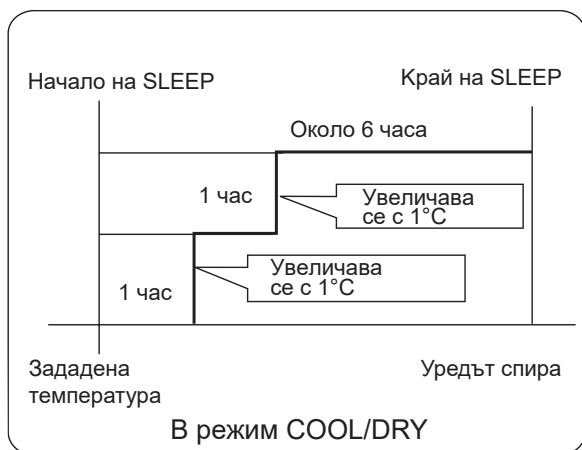 Начало на SLEEP
Край на SLEEP
Около 6 часа
1 час
Увеличава
се с 1°C
1 час
Увеличава
се с 1°C
Зададена
температура
Уредът спира
В режим COOL/DRY